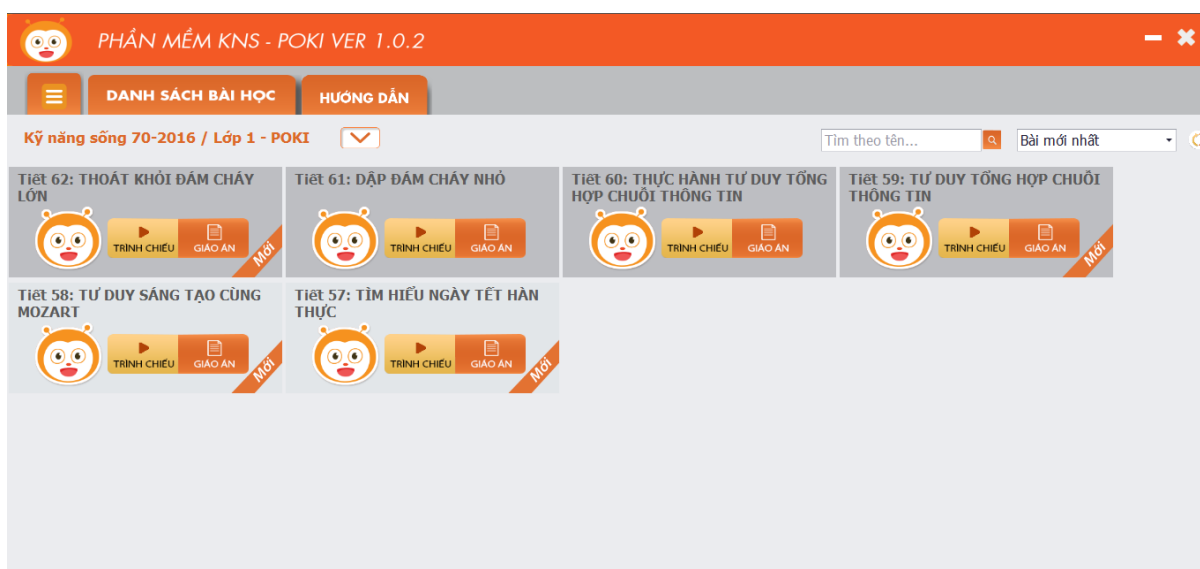 PHẦN MỀM KNS - POKI VER 1.0.2
DANH SÁCH BÀI HỌC
HƯỚNG DẪN
Kỹ năng sống 70-2016 / Lớp 1 - POKI
Tìm theo tên...
Bài mới nhất
Tiết 62: THOÁT KHỎI ĐÁM CHÁY
LỚN
TRÌNH CHIẾU
GIÁO ÁN
Mới
Tiết 61: DẬP ĐÁM CHÁY NHỎ
TRÌNH CHIẾU
GIÁO ÁN
Tiết 60: THỰC HÀNH TƯ DUY TỔNG
HỢP CHUỖI THÔNG TIN
TRÌNH CHIẾU
GIÁO ÁN
Tiết 59: TƯ DUY TỔNG HỢP CHUỖI
THÔNG TIN
TRÌNH CHIẾU
GIÁO ÁN
Mới
Tiết 58: TƯ DUY SÁNG TẠO CÙNG
MOZART
TRÌNH CHIẾU
GIÁO ÁN
Mới
Tiết 57: TÌM HIỂU NGÀY TẾT HÀN
THỰC
TRÌNH CHIẾU
GIÁO ÁN
Mới